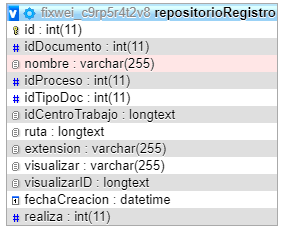 fixwei_c9rp5r4t2v8 repositorioRegistro
id : int(11)
idDocumento : int(11)
nombre : varchar(255)
idProceso : int(11)
idTipoDoc : int(11)
idCentroTrabajo : longtext
ruta : longtext
extension : varchar(255)
visualizar : varchar(255)
visualizarID : longtext
fechaCreacion : datetime
realiza : int(11)